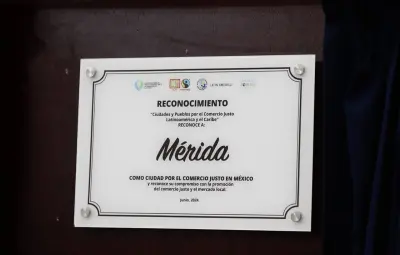 RECONOCIMIENTO
"Ciudades y Pueblos por el Comercio Justo
Latinoamérica y el Caribe"
RECONOCE A:
Mérida
COMO CIUDAD POR EL COMERCIO JUSTO EN MÉXICO
y reconoce su compromiso con la promoción
del comercio justo y el mercado local.
Junio, 2024